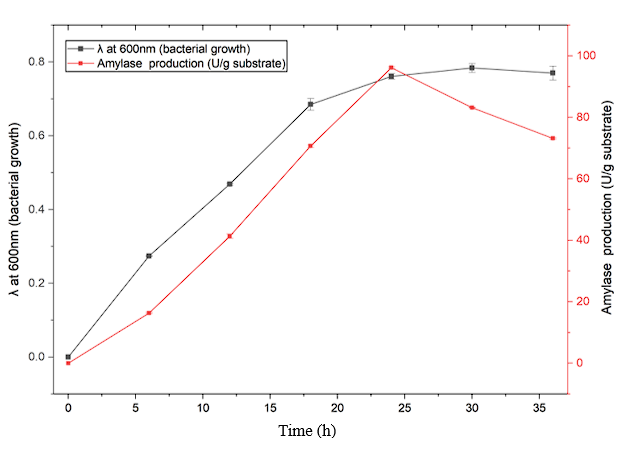 λ at 600nm (bacterial growth)
Amylase production (U/g substrate)
0.8
0.6
0.4
0.2
0.0
λ at 600nm (bacterial growth)
100
80
60
40
20
0
Amylase production (U/g substrate)
0 5 10 15 20 25 30 35
Time (h)